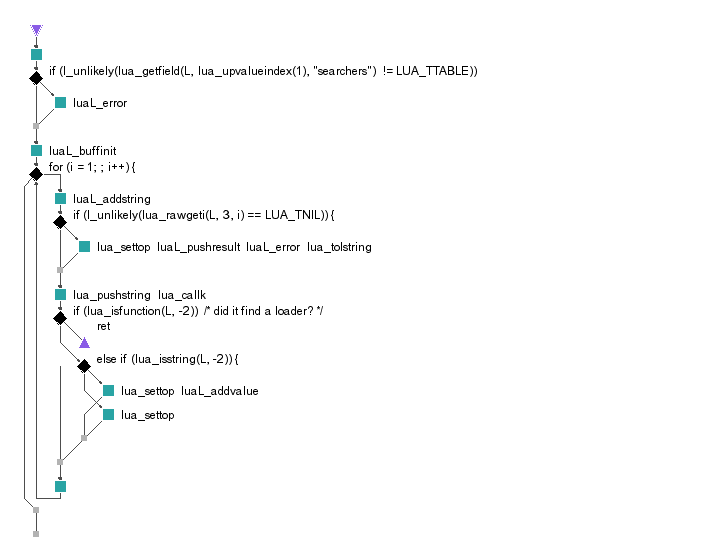 if (l_unlikely(lua_getfield(L, lua_upvalueindex(1), "searchers") != LUA_TTABLE))
luaL_error
luaL_buffinit
for (i = 1; ; i++) {
luaL_addstring
if (l_unlikely(lua_rawgeti(L, 3, i) == LUA_TNIL)) {
lua_settop luaL_pushresult luaL_error lua_tolstring
lua_pushstring lua_callk
if (lua_isfunction(L, -2)) /* did it find a loader? */
ret
else if (lua_isstring(L, -2)) {
lua_settop luaL_addvalue
lua_settop